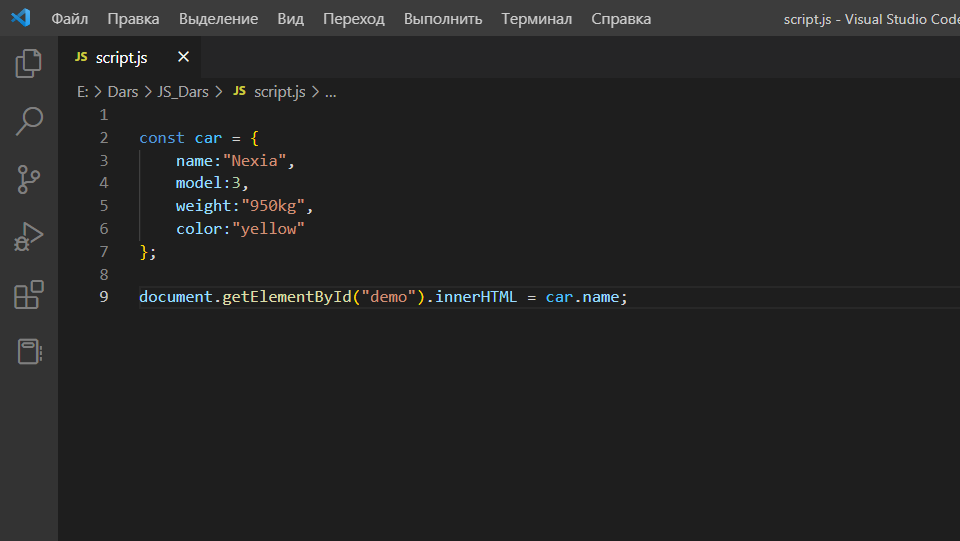 Файл Правка Выделение Вид Переход Выполнить Терминал Справка script.js - Visual Studio Code
JS script.js ×
E: > Dars > JS_Dars > JS script.js > ...
1
2 const car = {
3 name:"Nexia",
4 model:3,
5 weight:"950kg",
6 color:"yellow"
7 };
8
9 document.getElementById("demo").innerHTML = car.name;